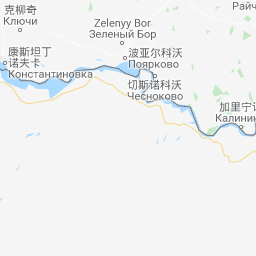 克柳奇
Ключи
Zelenyy Bor
Зеленый Бор
Райч
康斯坦丁
诺夫卡
Константиновка
波亚尔科沃
Поярково
切斯诺科沃
Чесноково
加里宁
Калинин